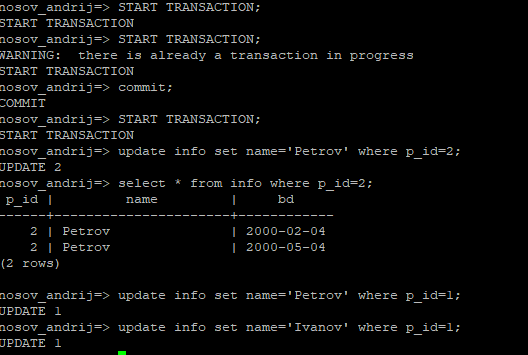 nosov_andrij=> START TRANSACTION;
START TRANSACTION
nosov_andrij=> START TRANSACTION;
WARNING:  there is already a transaction in progress
START TRANSACTION
nosov_andrij=> commit;
COMMIT
nosov_andrij=> START TRANSACTION;
START TRANSACTION
nosov_andrij=> update info set name='Petrov' where p_id=2;
UPDATE 2
nosov_andrij=> select * from info where p_id=2;
 p_id |         name         |     bd
------+----------------------+------------
    2 | Petrov               | 2000-02-04
    2 | Petrov               | 2000-05-04
(2 rows)
nosov_andrij=> update info set name='Petrov' where p_id=1;
UPDATE 1
nosov_andrij=> update info set name='Ivanov' where p_id=1;
UPDATE 1